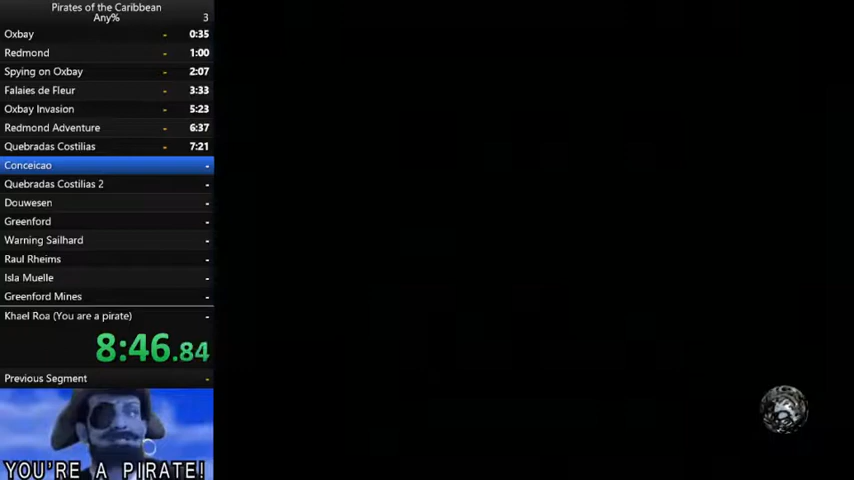 Pirates of the Caribbean
Any% 3
Oxbay - 0:35
Redmond - 1:00
Spying on Oxbay - 2:07
Falaies de Fleur - 3:33
Oxbay Invasion - 5:23
Redmond Adventure - 6:37
Quebradas Costilias - 7:21
Conceicao -
Quebradas Costilias 2 -
Douwesen -
Greenford -
Warning Sailhard -
Raul Rheims -
Isla Muelle -
Greenford Mines -
Khael Roa (You are a pirate) -
8:46.84
Previous Segment -
YOU'RE A PIRATE!